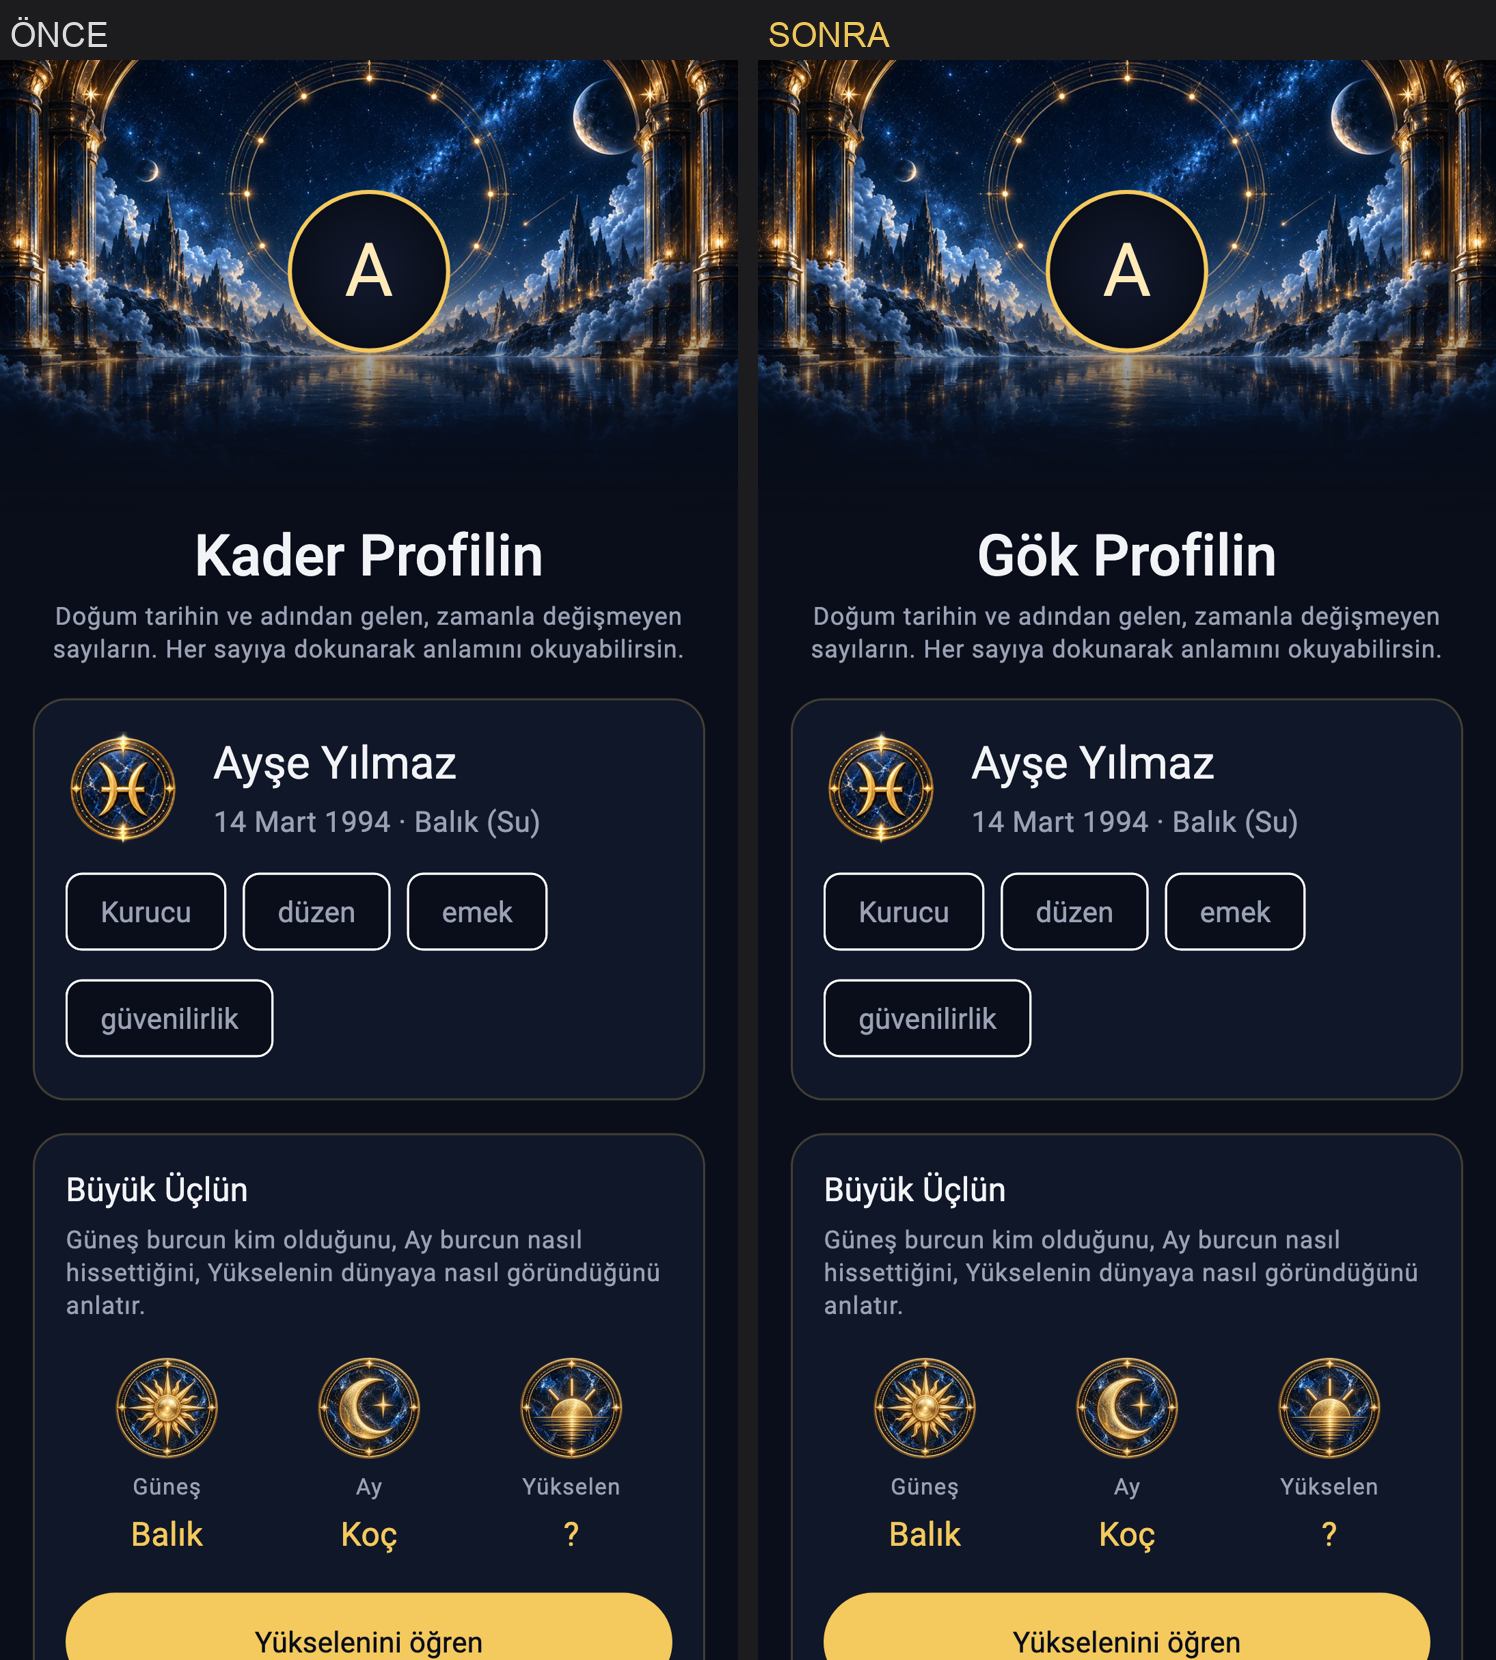 ÖNCE
A
Kader Profilin
Doğum tarihin ve adından gelen, zamanla değişmeyen
sayıların. Her sayıya dokunarak anlamını okuyabilirsin.
Ayşe Yılmaz
14 Mart 1994 · Balık (Su)
Kurucu
düzen
emek
güvenilirlik
Büyük Üçlün
Güneş burcun kim olduğunu, Ay burcun nasıl
hissettiğini, Yükselenin dünyaya nasıl göründüğünü
anlatır.
Güneş
Ay
Yükselen
Balık
Koç
?
Yükselenini öğren
SONRA
A
Gök Profilin
Doğum tarihin ve adından gelen, zamanla değişmeyen
sayıların. Her sayıya dokunarak anlamını okuyabilirsin.
Ayşe Yılmaz
14 Mart 1994 · Balık (Su)
Kurucu
düzen
emek
güvenilirlik
Büyük Üçlün
Güneş burcun kim olduğunu, Ay burcun nasıl
hissettiğini, Yükselenin dünyaya nasıl göründüğünü
anlatır.
Güneş
Ay
Yükselen
Balık
Koç
?
Yükselenini öğren